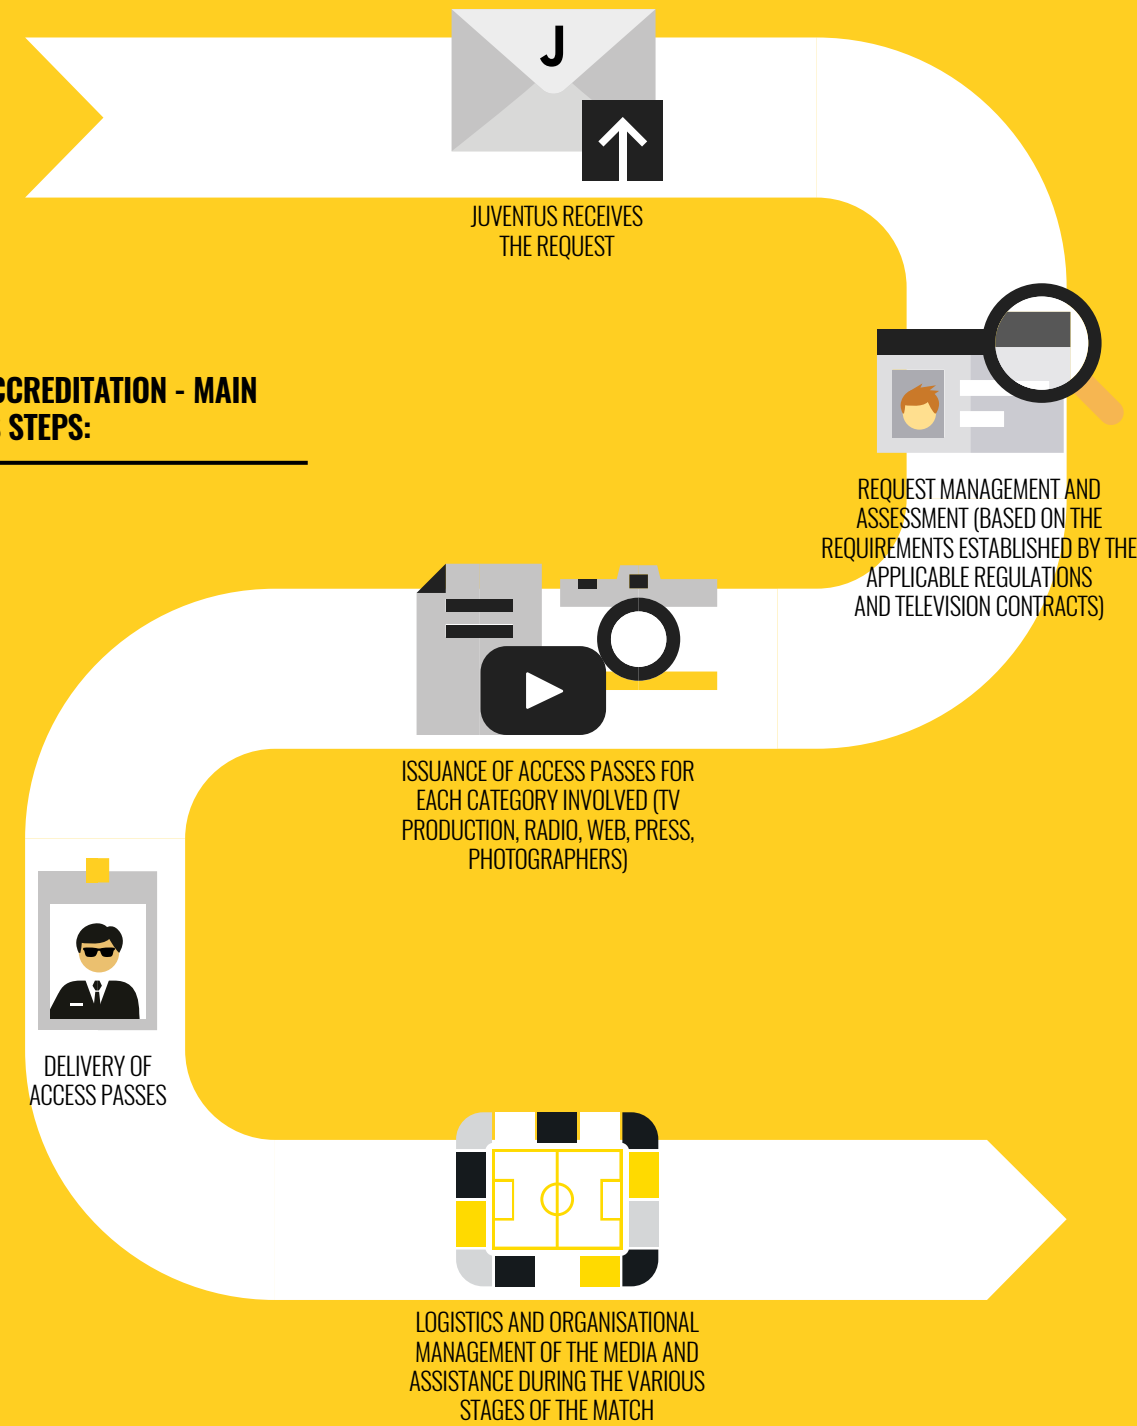 J
JUVENTUS RECEIVES
THE REQUEST
CCREDITATION - MAIN
STEPS:
REQUEST MANAGEMENT AND
ASSESSMENT (BASED ON THE
REQUIREMENTS ESTABLISHED BY THE
APPLICABLE REGULATIONS
AND TELEVISION CONTRACTS)
ISSUANCE OF ACCESS PASSES FOR
EACH CATEGORY INVOLVED (TV
PRODUCTION, RADIO, WEB, PRESS,
PHOTOGRAPHERS)
DELIVERY OF
ACCESS PASSES
LOGISTICS AND ORGANISATIONAL
MANAGEMENT OF THE MEDIA AND
ASSISTANCE DURING THE VARIOUS
STAGES OF THE MATCH